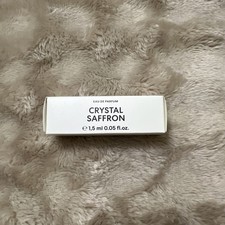 EAU DE PARFUM
CRYSTAL
SAFFRON
℮ 1,5 ml 0.05 fl.oz.